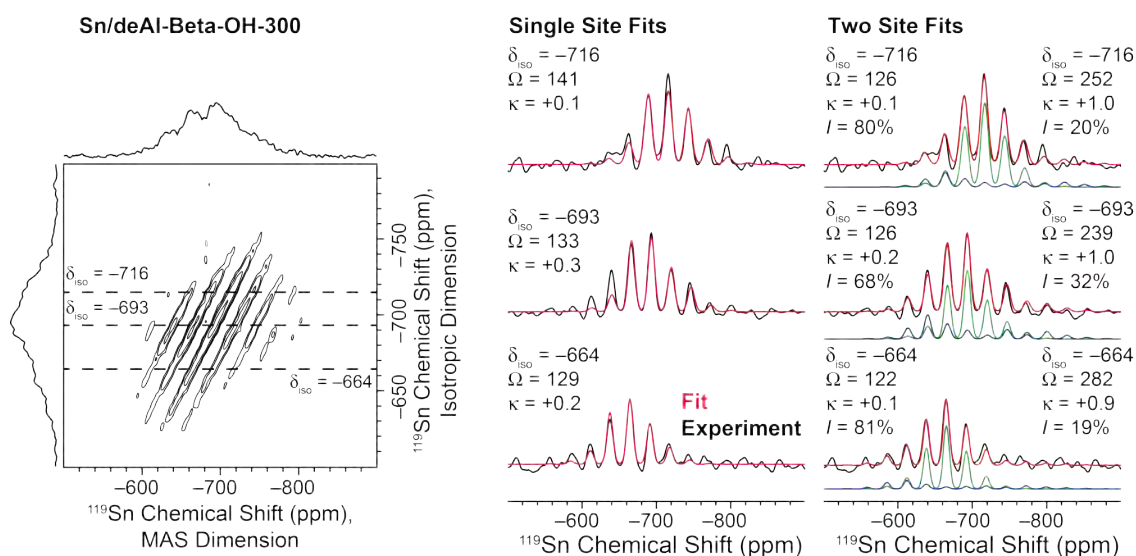 Sn/deAl-Beta-OH-300
δiso = −716
δiso = −693
δiso = −664
−750
−700
−650
119Sn Chemical Shift (ppm),
Isotropic Dimension
−600
−700
−800
119Sn Chemical Shift (ppm),
MAS Dimension
Single Site Fits
δiso = −716
Ω = 141
κ = +0.1
δiso = −693
Ω = 133
κ = +0.3
δiso = −664
Ω = 129
κ = +0.2
Fit
Experiment
−600
−700
−800
119Sn Chemical Shift (ppm)
Two Site Fits
δiso = −716
Ω = 126
κ = +0.1
I = 80%
δiso = −716
Ω = 252
κ = +1.0
I = 20%
δiso = −693
Ω = 126
κ = +0.2
I = 68%
δiso = −693
Ω = 239
κ = +1.0
I = 32%
δiso = −664
Ω = 122
κ = +0.1
I = 81%
δiso = −664
Ω = 282
κ = +0.9
I = 19%
−600
−700
−800
119Sn Chemical Shift (ppm)